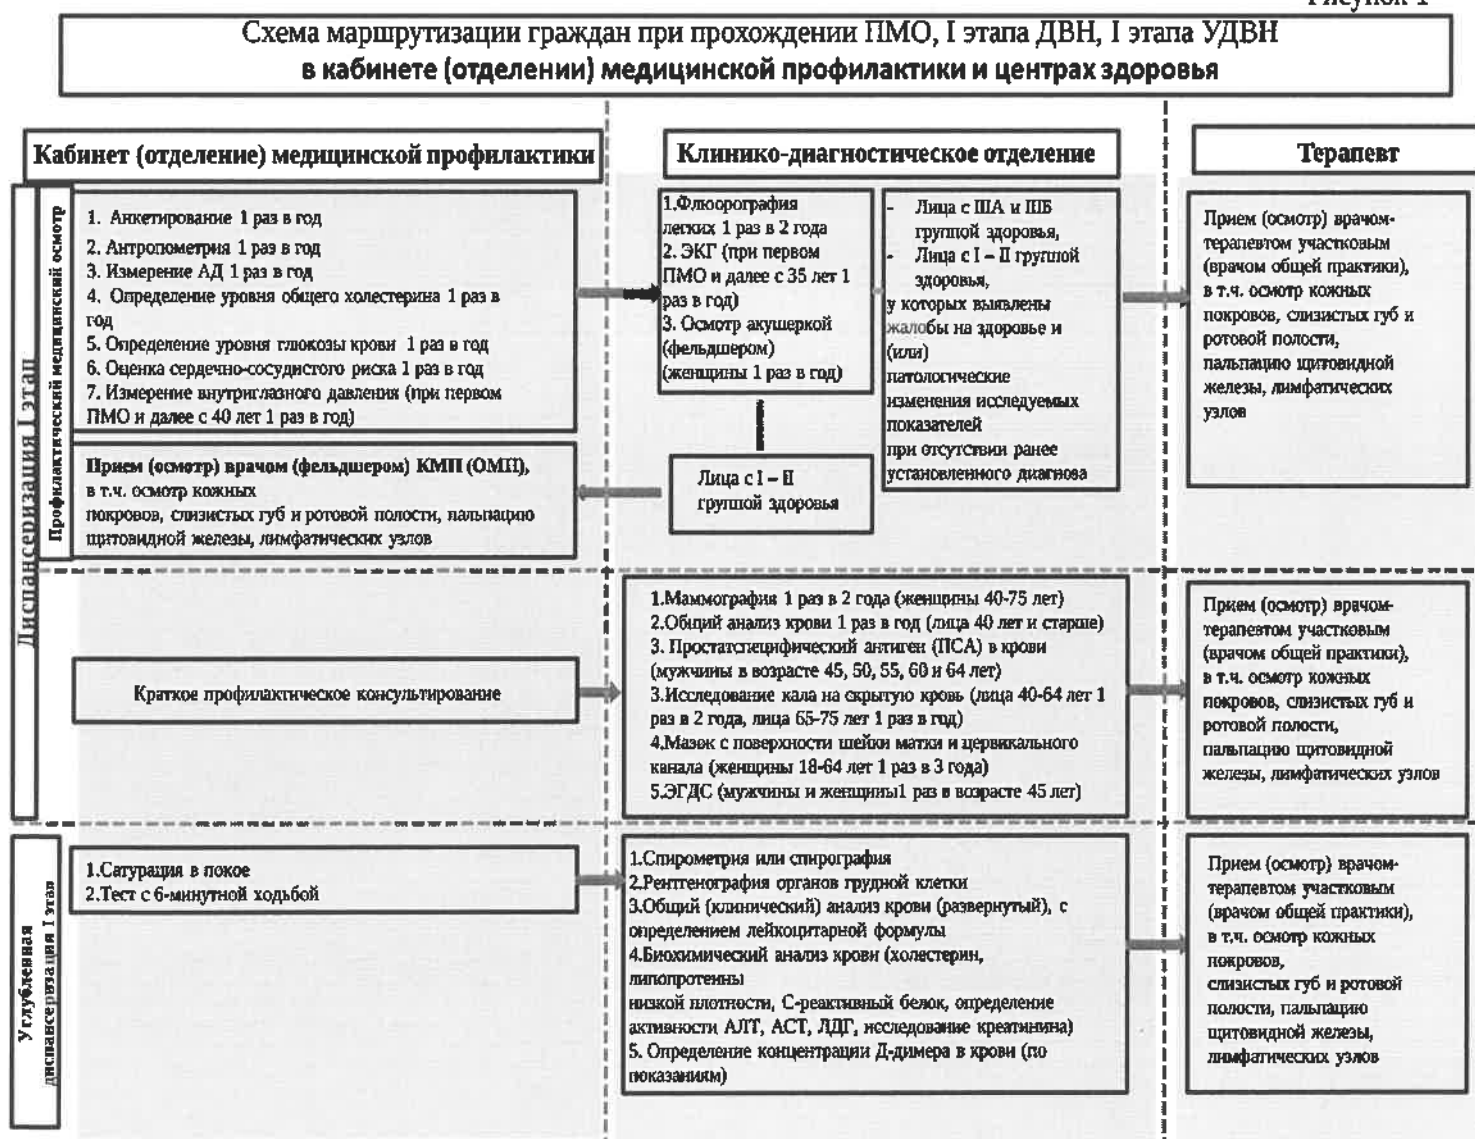 Рисунок 1
Схема маршрутизации граждан при прохождении ПМО, I этапа ДВН, I этапа УДВН
в кабинете (отделении) медицинской профилактики и центрах здоровья
Кабинет (отделение) медицинской профилактики
Клинико-диагностическое отделение
Терапевт
Диспансеризация I этап
Профилактический медицинский осмотр
1. Анкетирование 1 раз в год
2. Антропометрия 1 раз в год
3. Измерение АД 1 раз в год
4. Определение уровня общего холестерина 1 раз в
год
5. Определение уровня глюкозы крови 1 раз в год
6. Оценка сердечно-сосудистого риска 1 раз в год
7. Измерение внутриглазного давления (при первом
ПМО и далее с 40 лет 1 раз в год)
1.Флюорография
легких 1 раз в 2 года
2. ЭКГ (при первом
ПМО и далее с 35 лет 1
раз в год)
3. Осмотр акушеркой
(фельдшером)
(женщины 1 раз в год)
- Лица с IIIА и IIIБ
группой здоровья,
- Лица с I – II группой
здоровья,
у которых выявлены
жалобы на здоровье и
(или)
патологические
изменения исследуемых
показателей
при отсутствии ранее
установленного диагноза
Прием (осмотр) врачом-
терапевтом участковым
(врачом общей практики),
в т.ч. осмотр кожных
покровов, слизистых губ и
ротовой полости,
пальпацию щитовидной
железы, лимфатических
узлов
Прием (осмотр) врачом (фельдшером) КМП (ОМП),
в т.ч. осмотр кожных
покровов, слизистых губ и ротовой полости, пальпацию
щитовидной железы, лимфатических узлов
Лица с I – II
группой здоровья
Краткое профилактическое консультирование
1.Маммография 1 раз в 2 года (женщины 40-75 лет)
2.Общий анализ крови 1 раз в год (лица 40 лет и старше)
3. Простатспецифический антиген (ПСА) в крови
(мужчины в возрасте 45, 50, 55, 60 и 64 лет)
3.Исследование кала на скрытую кровь (лица 40-64 лет 1
раз в 2 года, лица 65-75 лет 1 раз в год)
4.Мазок с поверхности шейки матки и цервикального
канала (женщины 18-64 лет 1 раз в 3 года)
5.ЭГДС (мужчины и женщины1 раз в возрасте 45 лет)
Прием (осмотр) врачом-
терапевтом участковым
(врачом общей практики),
в т.ч. осмотр кожных
покровов, слизистых губ и
ротовой полости,
пальпацию щитовидной
железы, лимфатических узлов
Углубленная
диспансеризация I этап
1.Сатурация в покое
2.Тест с 6-минутной ходьбой
1.Спирометрия или спирография
2.Рентгенография органов грудной клетки
3.Общий (клинический) анализ крови (развернутый), с
определением лейкоцитарной формулы
4.Биохимический анализ крови (холестерин,
липопротеины
низкой плотности, С-реактивный белок, определение
активности АЛТ, АСТ, ЛДГ, исследование креатинина)
5. Определение концентрации Д-димера в крови (по
показаниям)
Прием (осмотр) врачом-
терапевтом участковым
(врачом общей практики),
в т.ч. осмотр кожных
покровов,
слизистых губ и ротовой
полости, пальпацию
щитовидной железы,
лимфатических узлов